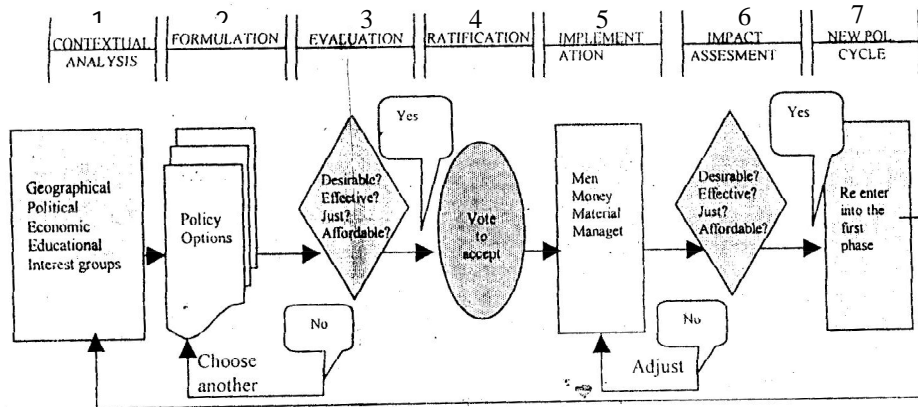 1
2
3
4
5
6
7
CONTEXTUAL
ANALYSIS
FORMULATION
EVALUATION
RATIFICATION
IMPLEMENT
ATION
IMPACT
ASSESMENT
NEW POL
CYCLE
Geographical
Political
Economic
Educational
Interest groups
Policy
Options
Desirable?
Effective?
Just?
Affordable?
Yes
No
Choose
another
Vote
to
accept
Men
Money
Material
Managet
Desirable?
Effective?
Just?
Affordable?
Yes
No
Adjust
Re enter
into the
first
phase